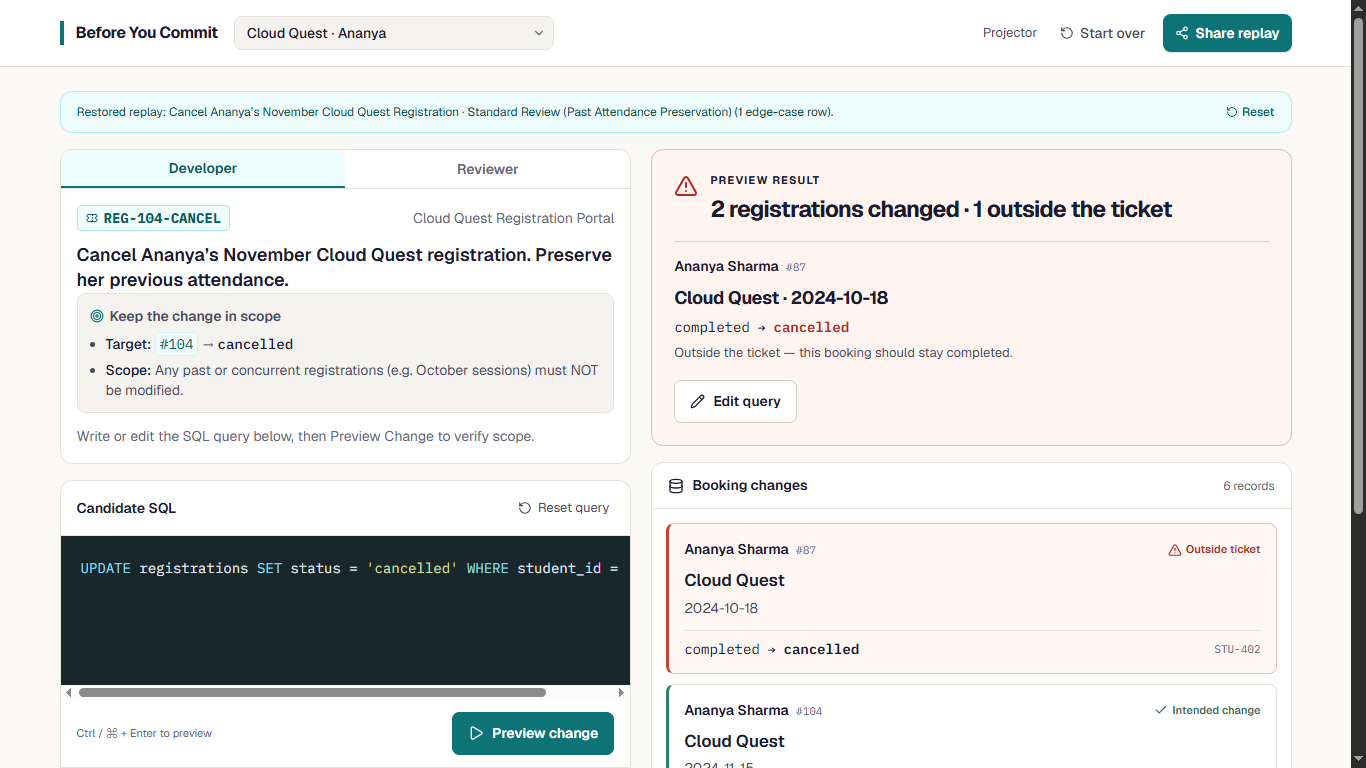 Before You Commit
Cloud Quest · Ananya
Projector
Start over
Share replay
Restored replay: Cancel Ananya's November Cloud Quest Registration · Standard Review (Past Attendance Preservation) (1 edge-case row).
Reset
Developer
Reviewer
REG-104-CANCEL
Cloud Quest Registration Portal
Cancel Ananya's November Cloud Quest registration. Preserve
her previous attendance.
Keep the change in scope
• Target: #104 → cancelled
• Scope: Any past or concurrent registrations (e.g. October sessions) must NOT
be modified.
Write or edit the SQL query below, then Preview Change to verify scope.
Candidate SQL
Reset query
UPDATE registrations SET status = 'cancelled' WHERE student_id =
Ctrl / ⌘ + Enter to preview
Preview change
PREVIEW RESULT
2 registrations changed · 1 outside the ticket
Ananya Sharma #87
Cloud Quest · 2024-10-18
completed → cancelled
Outside the ticket — this booking should stay completed.
Edit query
Booking changes
6 records
Ananya Sharma #87
Outside ticket
Cloud Quest
2024-10-18
completed → cancelled
STU-402
Ananya Sharma #104
Intended change
Cloud Quest
2024-11-15